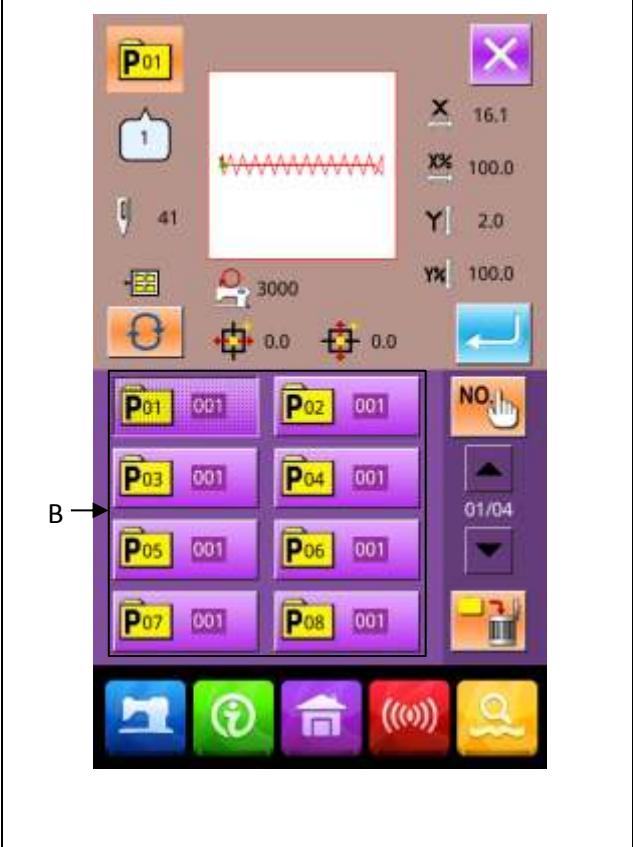 P01
X 16.1
1
X% 100.0
41
Y 2.0
3000
Y% 100.0
0.0 0.0
P01 001 P02 001 NO.
P03 001 P04 001
B
01/04
P05 001 P06 001
P07 001 P08 001